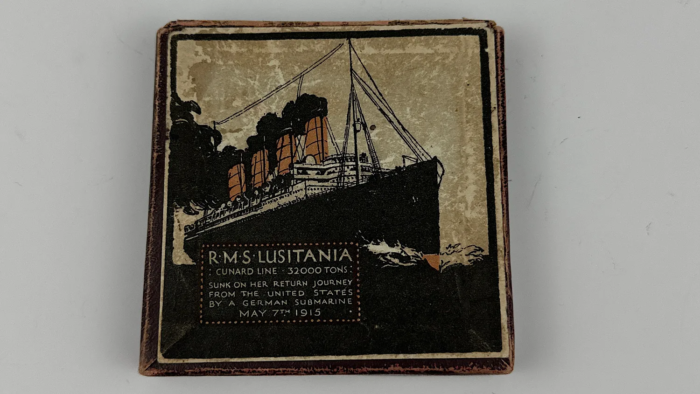 R·M·S·LUSITANIA
: CUNARD LINE · 32000 TONS :
SUNK ON HER RETURN JOURNEY
FROM THE UNITED STATES
BY A GERMAN SUBMARINE
MAY 7TH 1915